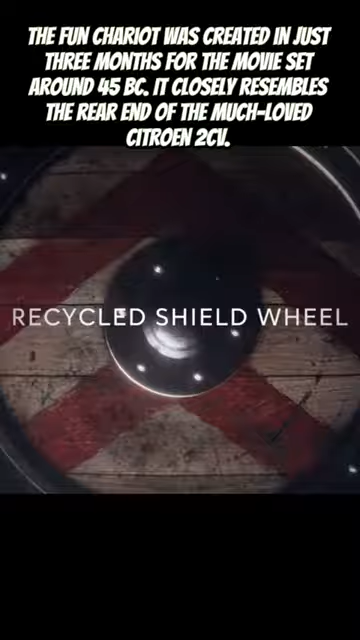 THE FUN CHARIOT WAS CREATED IN JUST
THREE MONTHS FOR THE MOVIE SET
AROUND 45 BC. IT CLOSELY RESEMBLES
THE REAR END OF THE MUCH-LOVED
CITROEN 2CV.
RECYCLED SHIELD WHEEL